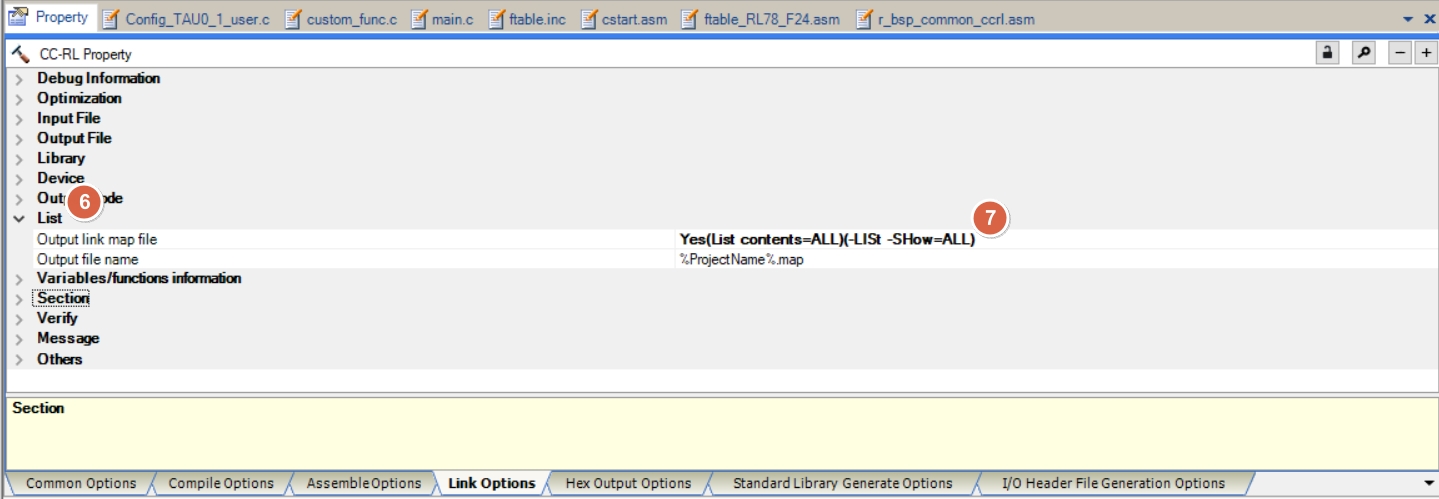 Property Config_TAU0_1_user.c custom_func.c main.c ftable.inc cstart.asm ftable_RL78_F24.asm r_bsp_common_ccrl.asm
CC-RL Property
Debug Information
Optimization
Input File
Output File
Library
Device
6
List
7
Output link map file Yes(List contents=ALL)(-LISt -SHow=ALL)
Output file name %ProjectName%.map
Variables/functions information
Section
Verify
Message
Others
Section
Common Options Compile Options Assemble Options Link Options Hex Output Options Standard Library Generate Options I/O Header File Generation Options